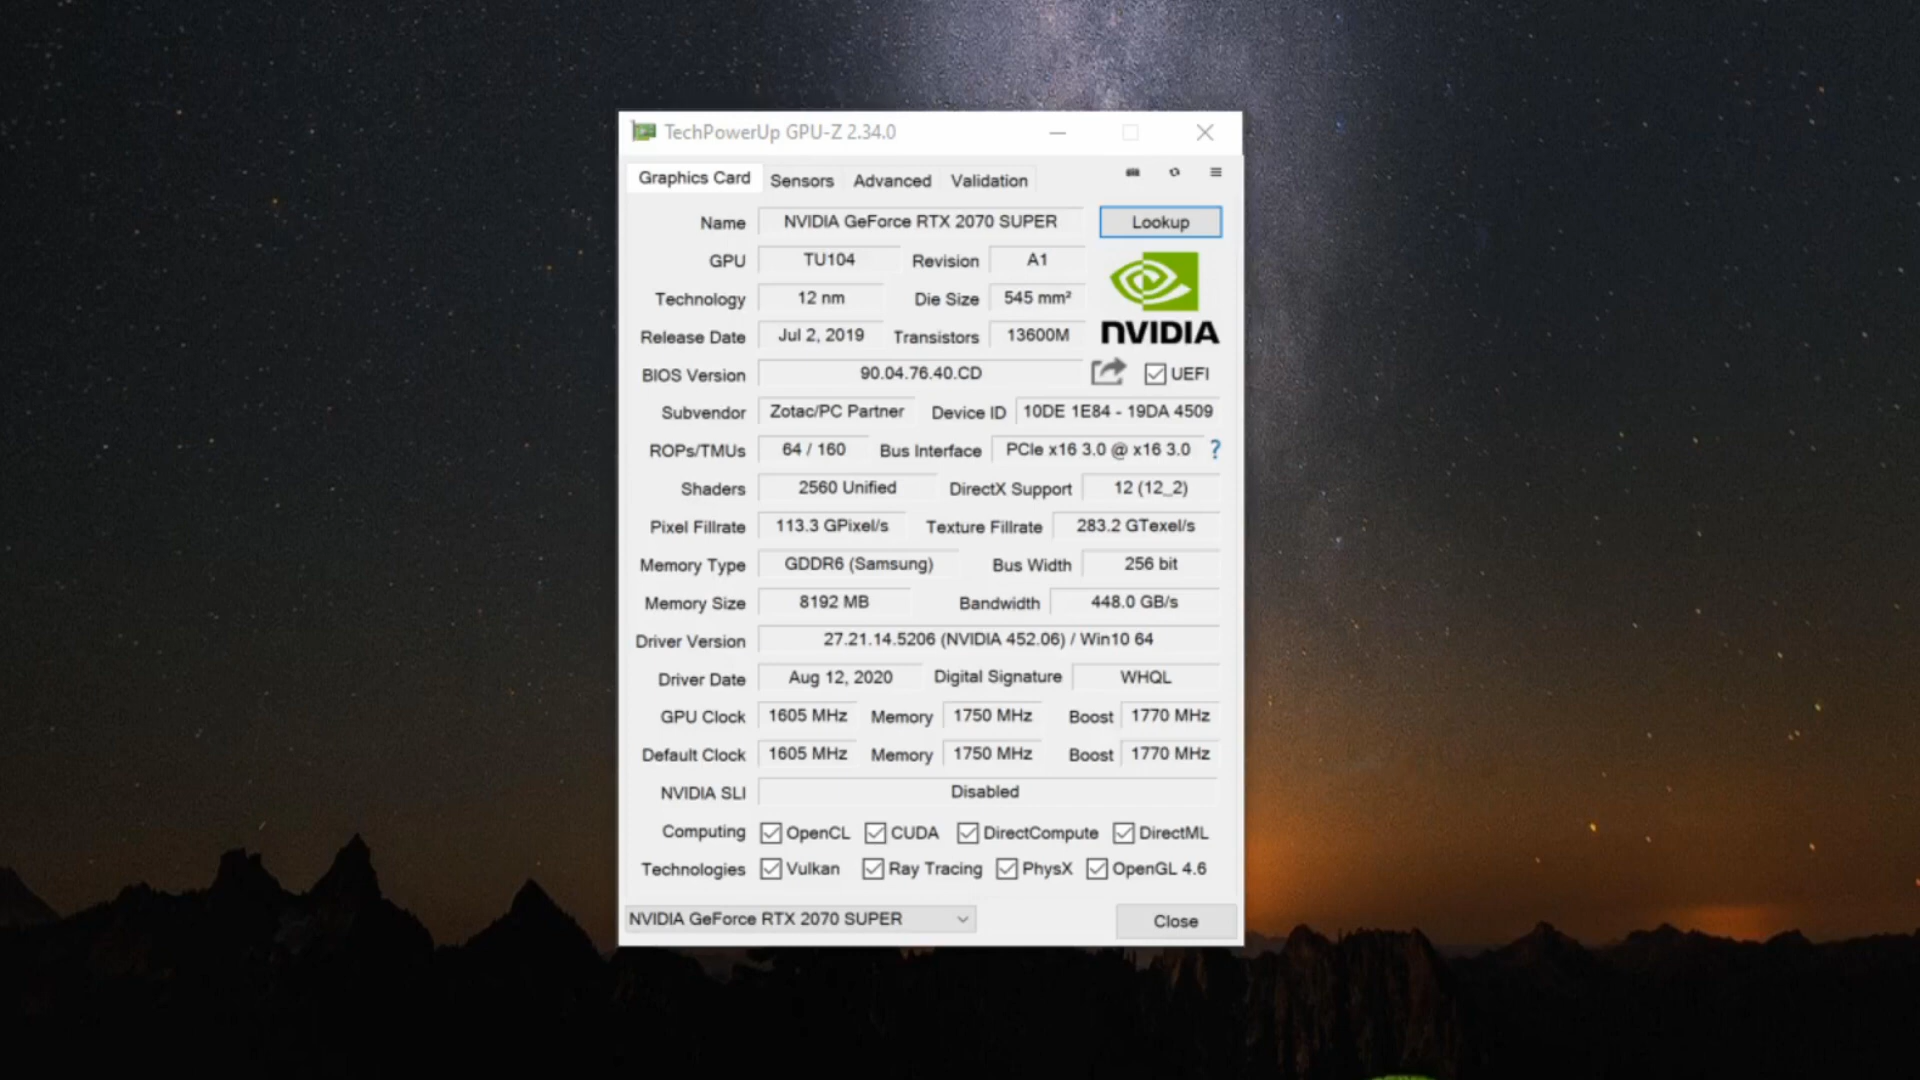 TechPowerUp GPU-Z 2.34.0
Graphics Card Sensors Advanced Validation
Name NVIDIA GeForce RTX 2070 SUPER Lookup
GPU TU104 Revision A1
Technology 12 nm Die Size 545 mm²
Release Date Jul 2, 2019 Transistors 13600M
NVIDIA
BIOS Version 90.04.76.40.CD UEFI
Subvendor Zotac/PC Partner Device ID 10DE 1E84 - 19DA 4509
ROPs/TMUs 64 / 160 Bus Interface PCIe x16 3.0 @ x16 3.0 ?
Shaders 2560 Unified DirectX Support 12 (12_2)
Pixel Fillrate 113.3 GPixel/s Texture Fillrate 283.2 GTexel/s
Memory Type GDDR6 (Samsung) Bus Width 256 bit
Memory Size 8192 MB Bandwidth 448.0 GB/s
Driver Version 27.21.14.5206 (NVIDIA 452.06) / Win10 64
Driver Date Aug 12, 2020 Digital Signature WHQL
GPU Clock 1605 MHz Memory 1750 MHz Boost 1770 MHz
Default Clock 1605 MHz Memory 1750 MHz Boost 1770 MHz
NVIDIA SLI Disabled
Computing OpenCL CUDA DirectCompute DirectML
Technologies Vulkan Ray Tracing PhysX OpenGL 4.6
NVIDIA GeForce RTX 2070 SUPER Close